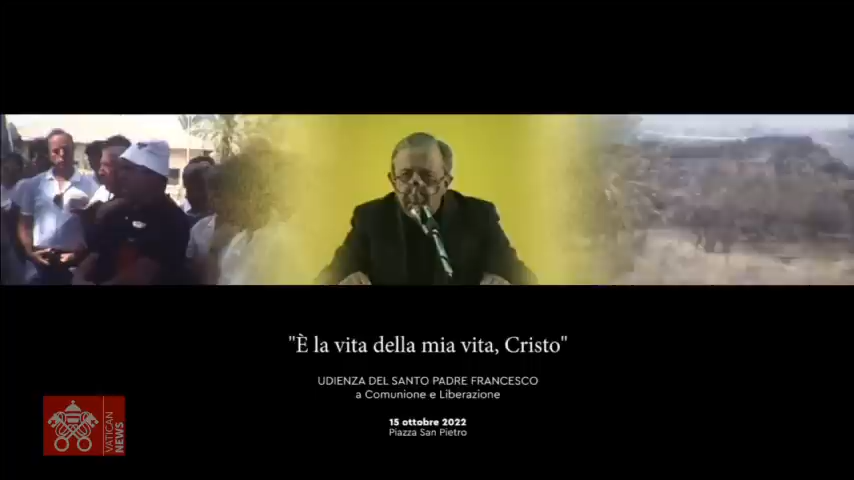 "È la vita della mia vita, Cristo"
UDIENZA DEL SANTO PADRE FRANCESCO
a Comunione e Liberazione
15 ottobre 2022
Piazza San Pietro
VATICAN
NEWS